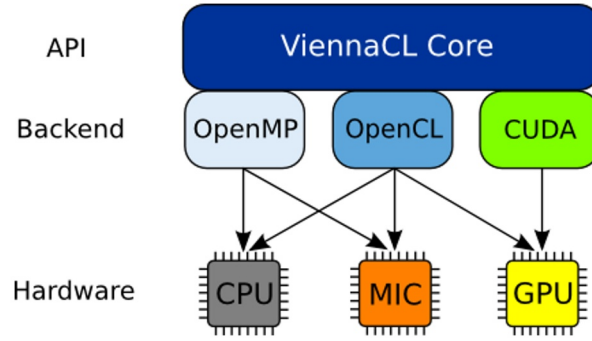 API ViennaCL Core
Backend OpenMP OpenCL CUDA
Hardware CPU MIC GPU